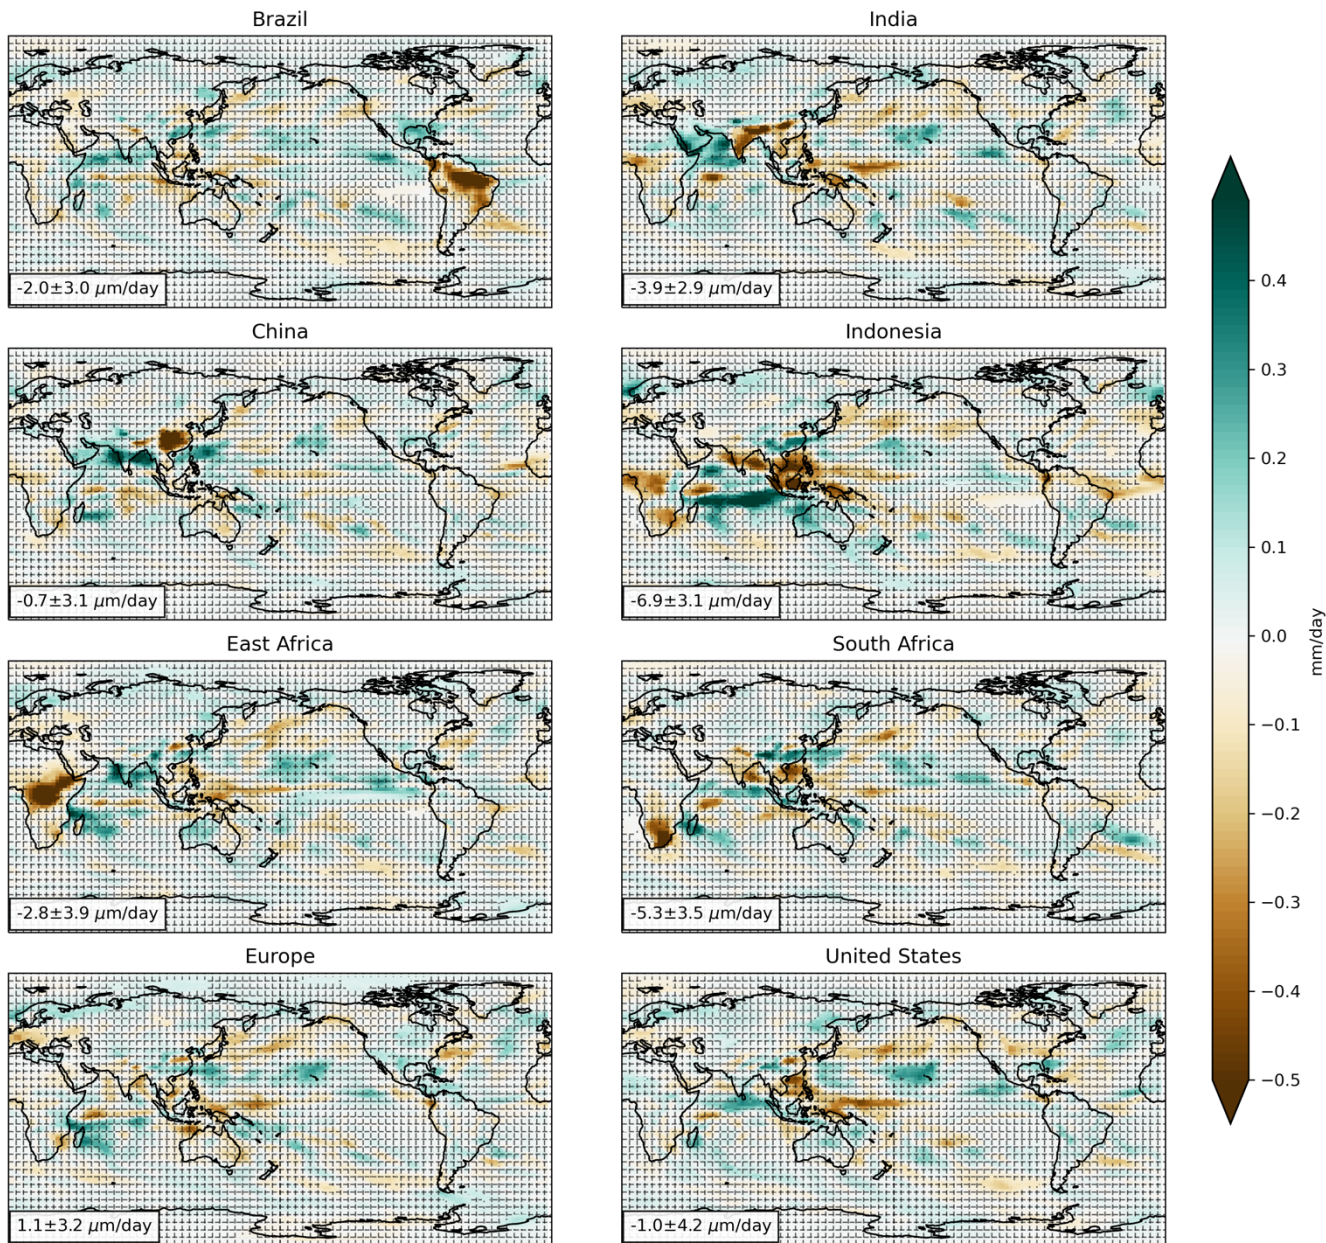 Brazil
India
-2.0±3.0 μm/day
-3.9±2.9 μm/day
China
Indonesia
-0.7±3.1 μm/day
-6.9±3.1 μm/day
East Africa
South Africa
-2.8±3.9 μm/day
-5.3±3.5 μm/day
Europe
United States
1.1±3.2 μm/day
-1.0±4.2 μm/day
0.4
0.3
0.2
0.1
0.0
−0.1
−0.2
−0.3
−0.4
−0.5
mm/day